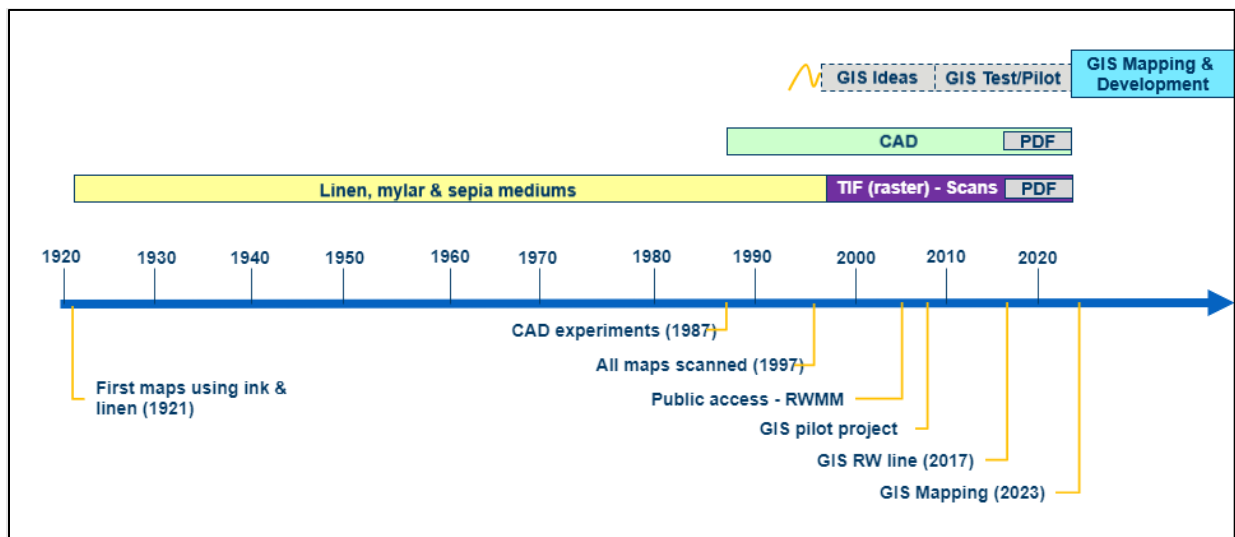 GIS Ideas
GIS Test/Pilot
GIS Mapping &
Development
CAD
PDF
Linen, mylar & sepia mediums
TIF (raster) - Scans
PDF
1920
1930
1940
1950
1960
1970
1980
1990
2000
2010
2020
CAD experiments (1987)
All maps scanned (1997)
First maps using ink &
linen (1921)
Public access - RWMM
GIS pilot project
GIS RW line (2017)
GIS Mapping (2023)